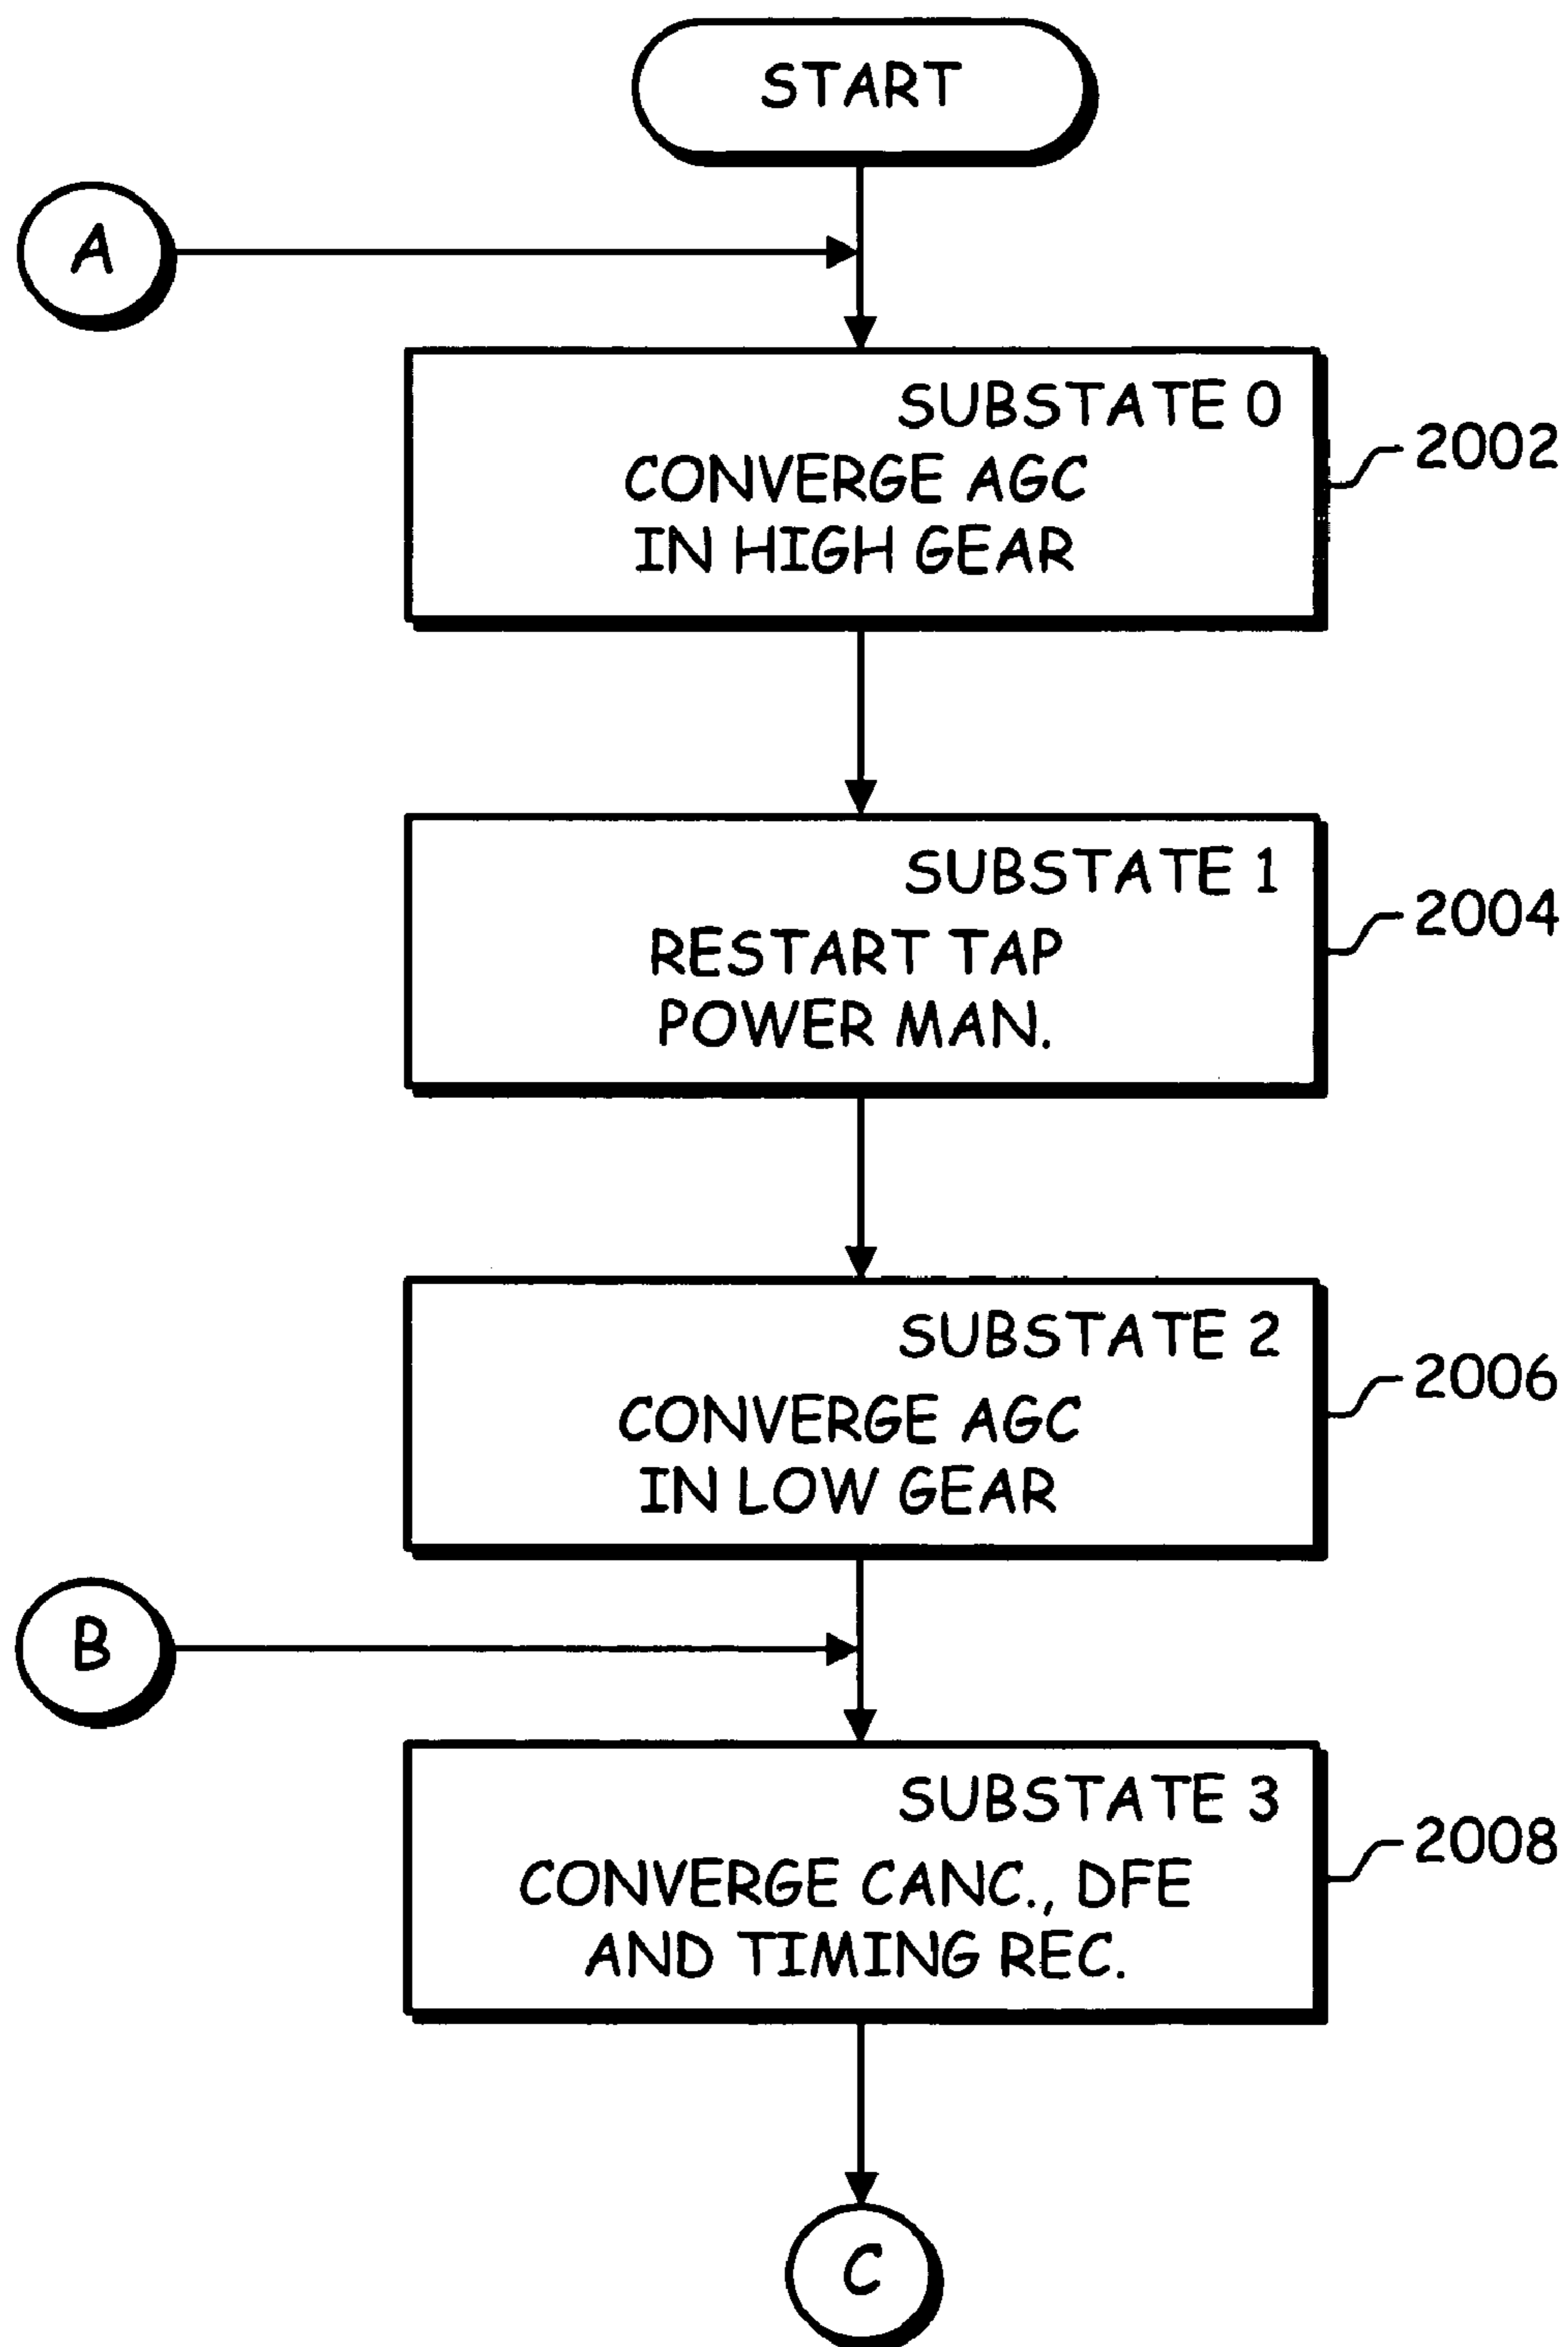 START
A
SUBSTATE 0
CONVERGE AGC
IN HIGH GEAR
2002
SUBSTATE 1
RESTART TAP
POWER MAN.
2004
SUBSTATE 2
CONVERGE AGC
IN LOW GEAR
2006
B
SUBSTATE 3
CONVERGE CANC., DFE
AND TIMING REC.
2008
C